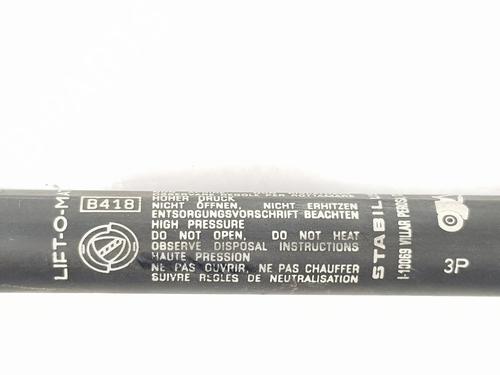 LIFT-O-MA
B418
HOHER DRUCK
NICHT ÖFFNEN, NICHT ERHITZEN
ENTSORGUNGSVORSCHRIFT BEACHTEN
HIGH PRESSURE
DO NOT OPEN, DO NOT HEAT
OBSERVE DISPOSAL INSTRUCTIONS
HAUTE PRESSION
NE PAS OUVRIR, NE PAS CHAUFFER
SUIVRE REGLES DE NEUTRALISATION
STABIL
I-10069 VILLAR PEROS
3P